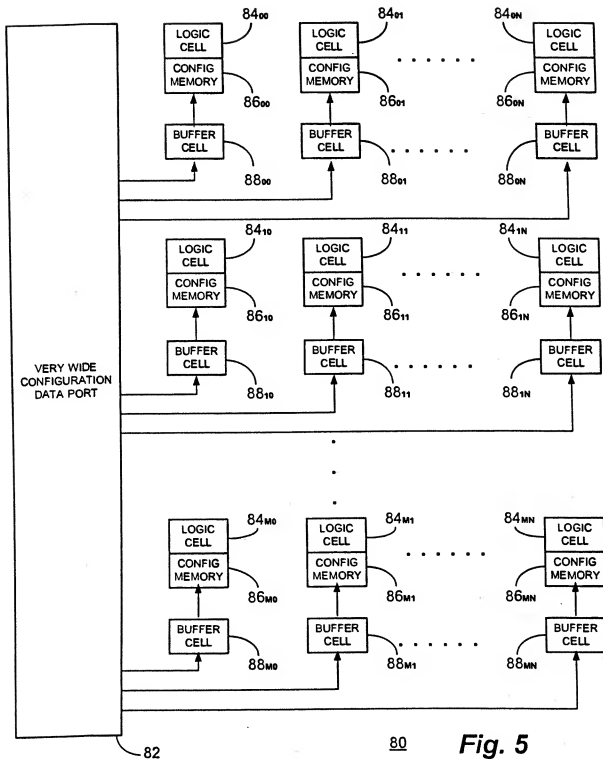 84₀₀ 84₀₁ 84₀N
LOGIC CELL LOGIC CELL LOGIC CELL
CONFIG MEMORY CONFIG MEMORY . . . . . . CONFIG MEMORY
86₀₀ 86₀₁ 86₀N
BUFFER CELL BUFFER CELL . . . . . . BUFFER CELL
88₀₀ 88₀₁ 88₀N
84₁₀ 84₁₁ 84₁N
LOGIC CELL LOGIC CELL LOGIC CELL
CONFIG MEMORY CONFIG MEMORY . . . . . . CONFIG MEMORY
86₁₀ 86₁₁ 86₁N
VERY WIDE
CONFIGURATION
DATA PORT
BUFFER CELL BUFFER CELL . . . . . . BUFFER CELL
88₁₀ 88₁₁ 88₁N
84M0 84M1 84MN
LOGIC CELL LOGIC CELL LOGIC CELL
CONFIG MEMORY CONFIG MEMORY . . . . . . CONFIG MEMORY
86M0 86M1 86MN
BUFFER CELL BUFFER CELL . . . . . . BUFFER CELL
88M0 88M1 88MN
82 80 Fig. 5